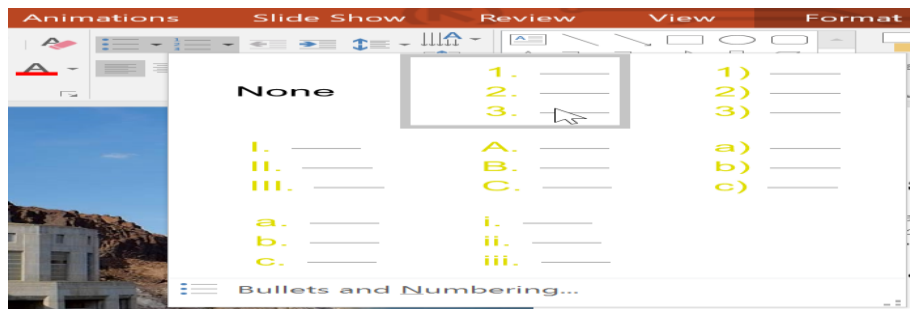 Animations Slide Show Review View Format
None
1.
2.
3.
1)
2)
3)
I.
II.
III.
A.
B.
C.
a)
b)
c)
a.
b.
c.
i.
ii.
iii.
Bullets and Numbering...